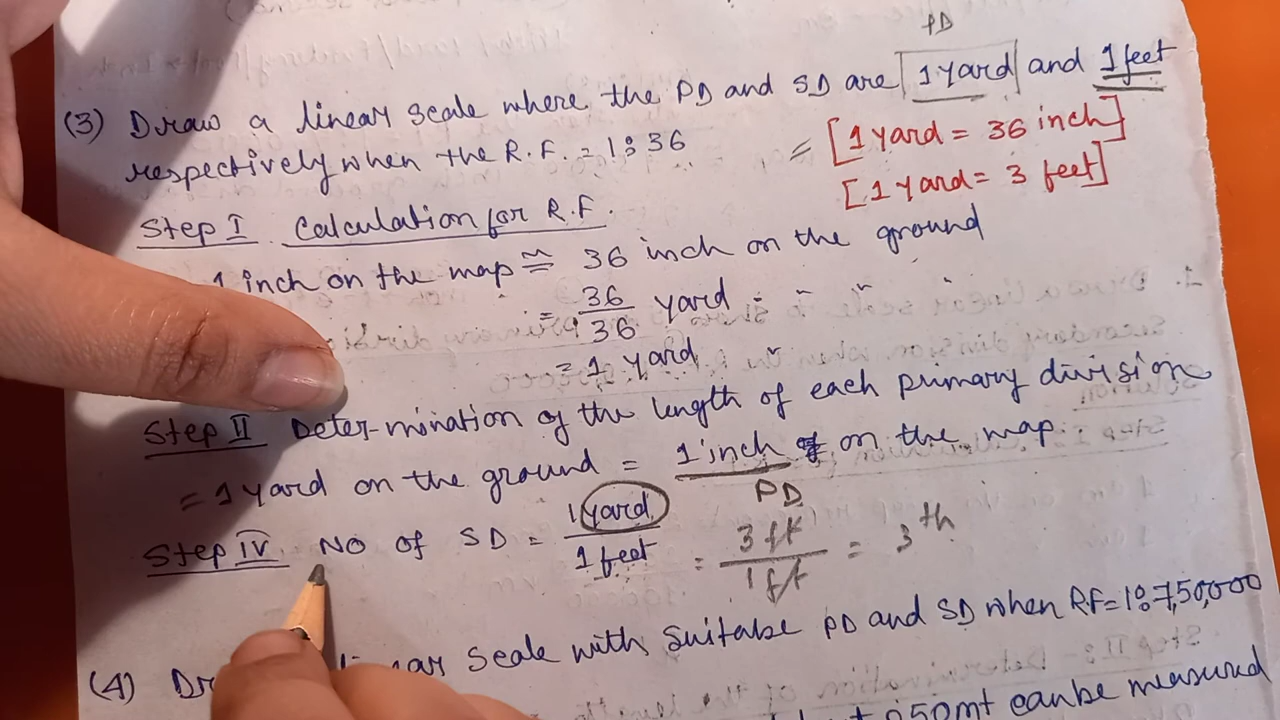 PD
(3) Draw a linear scale where the PD and SD are 1 yard and 1 feet
respectively when the R.F. = 1:36
= [1 yard = 36 inch]
[1 yard = 3 feet]
Step I Calculation for R.F.
1 inch on the map ≅ 36 inch on the ground
= 36/36 yard - " " "
= 1 yard "
Step II Deter-mination of the length of each primary division
= 1 yard on the ground = 1 inch on the map.
PD
Step IV NO of SD = 1 yard/1 feet = 3 ft/1 ft = 3th
(4) Dr scale with suitabe PD and SD when R.F = 1:7,50,000
50mt can be measured